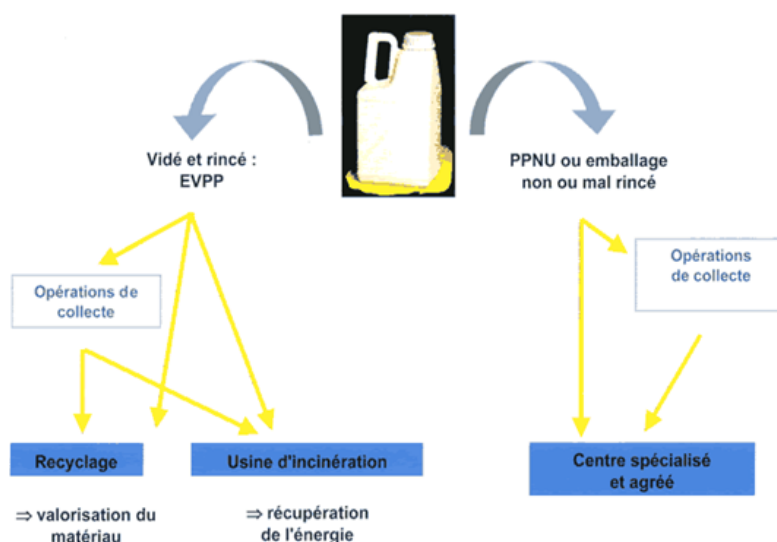 Vidé et rincé :
EVPP
PPNU ou emballage
non ou mal rincé
Opérations de
collecte
Opérations
de collecte
Recyclage
Usine d'incinération
Centre spécialisé
et agréé
⇒ valorisation du
matériau
⇒ récupération
de l'énergie